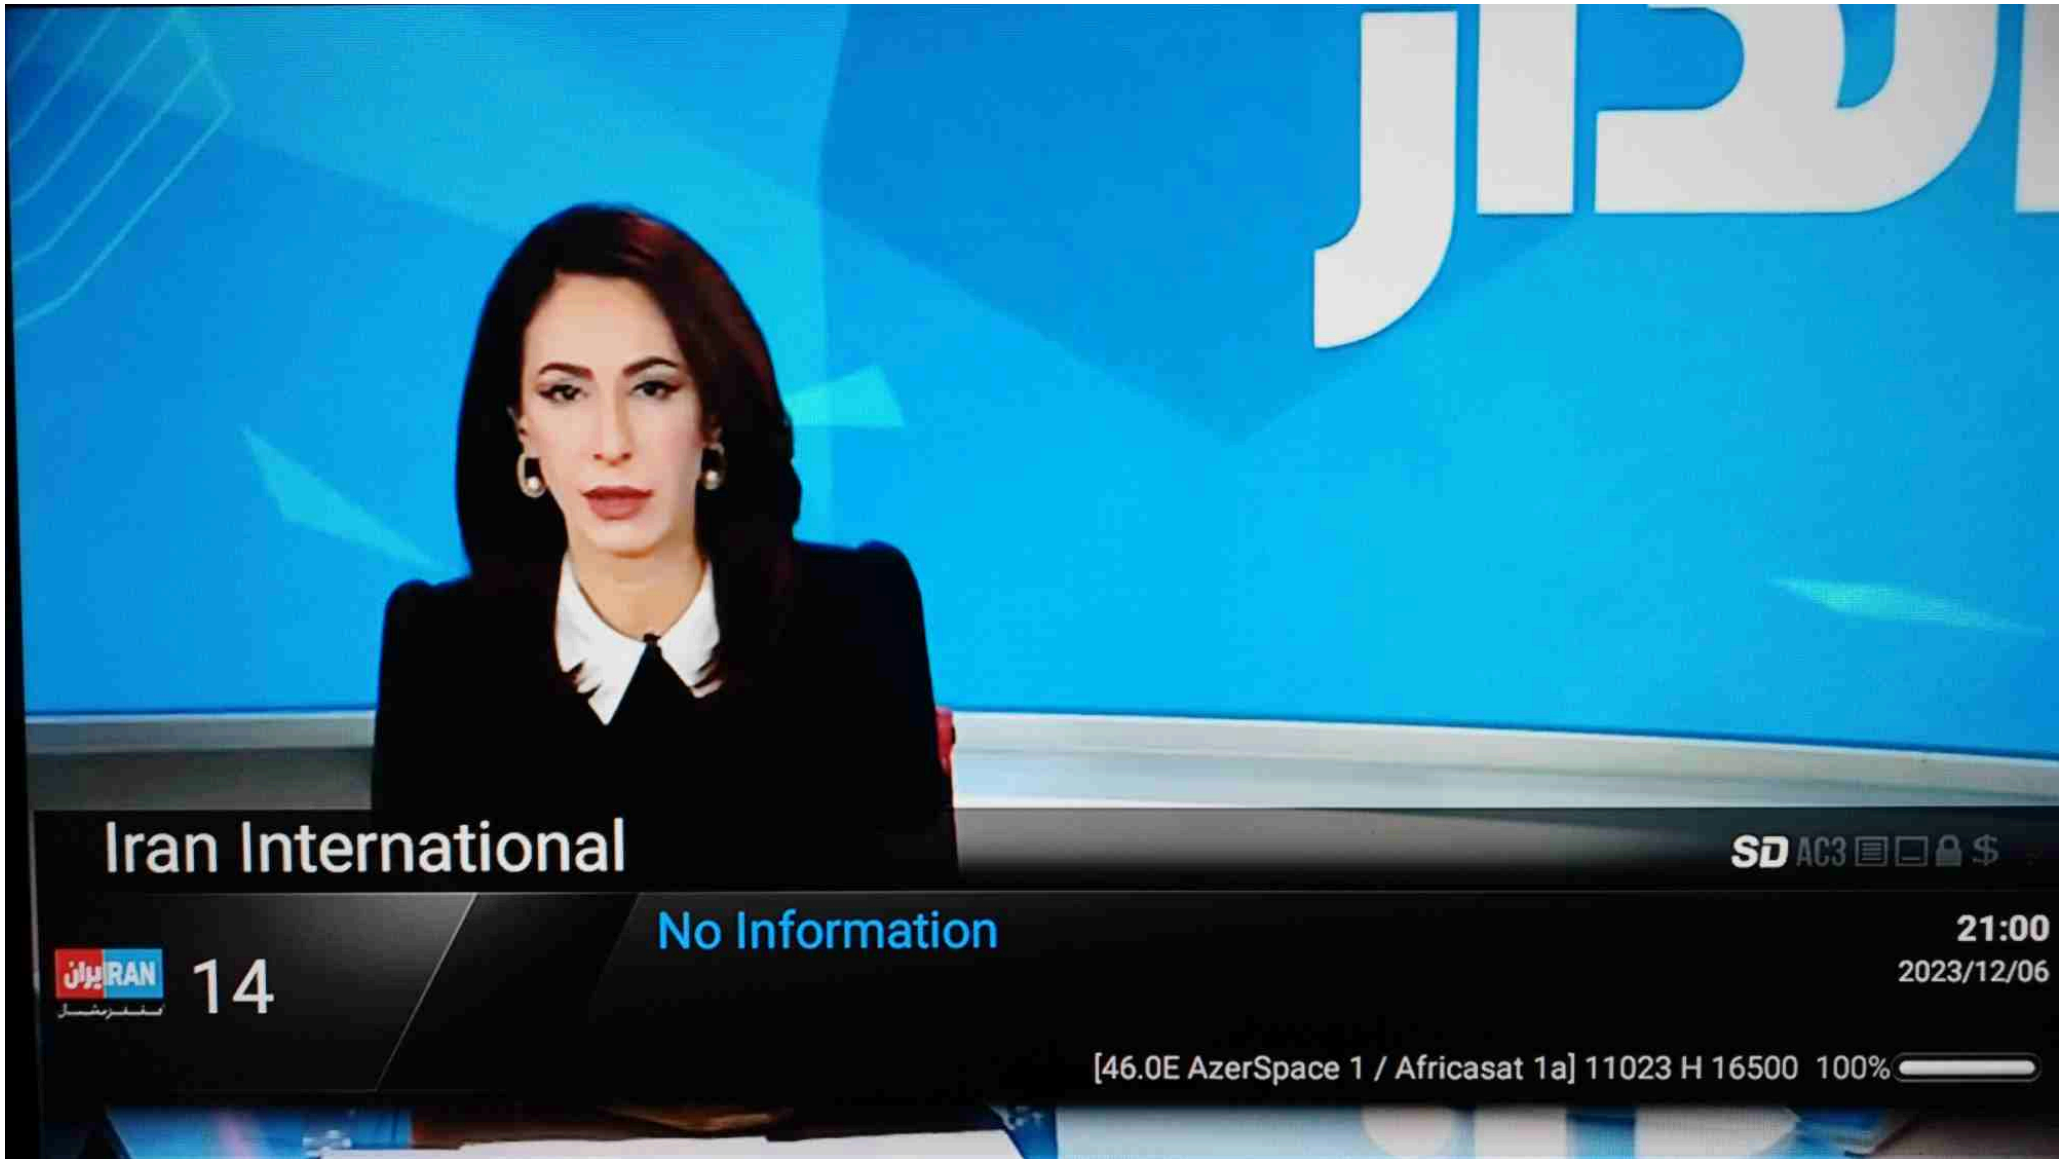 Iran International
SD AC3 $
ایران IRAN
14
No Information
21:00
2023/12/06
[46.0E AzerSpace 1 / Africasat 1a] 11023 H 16500 100%